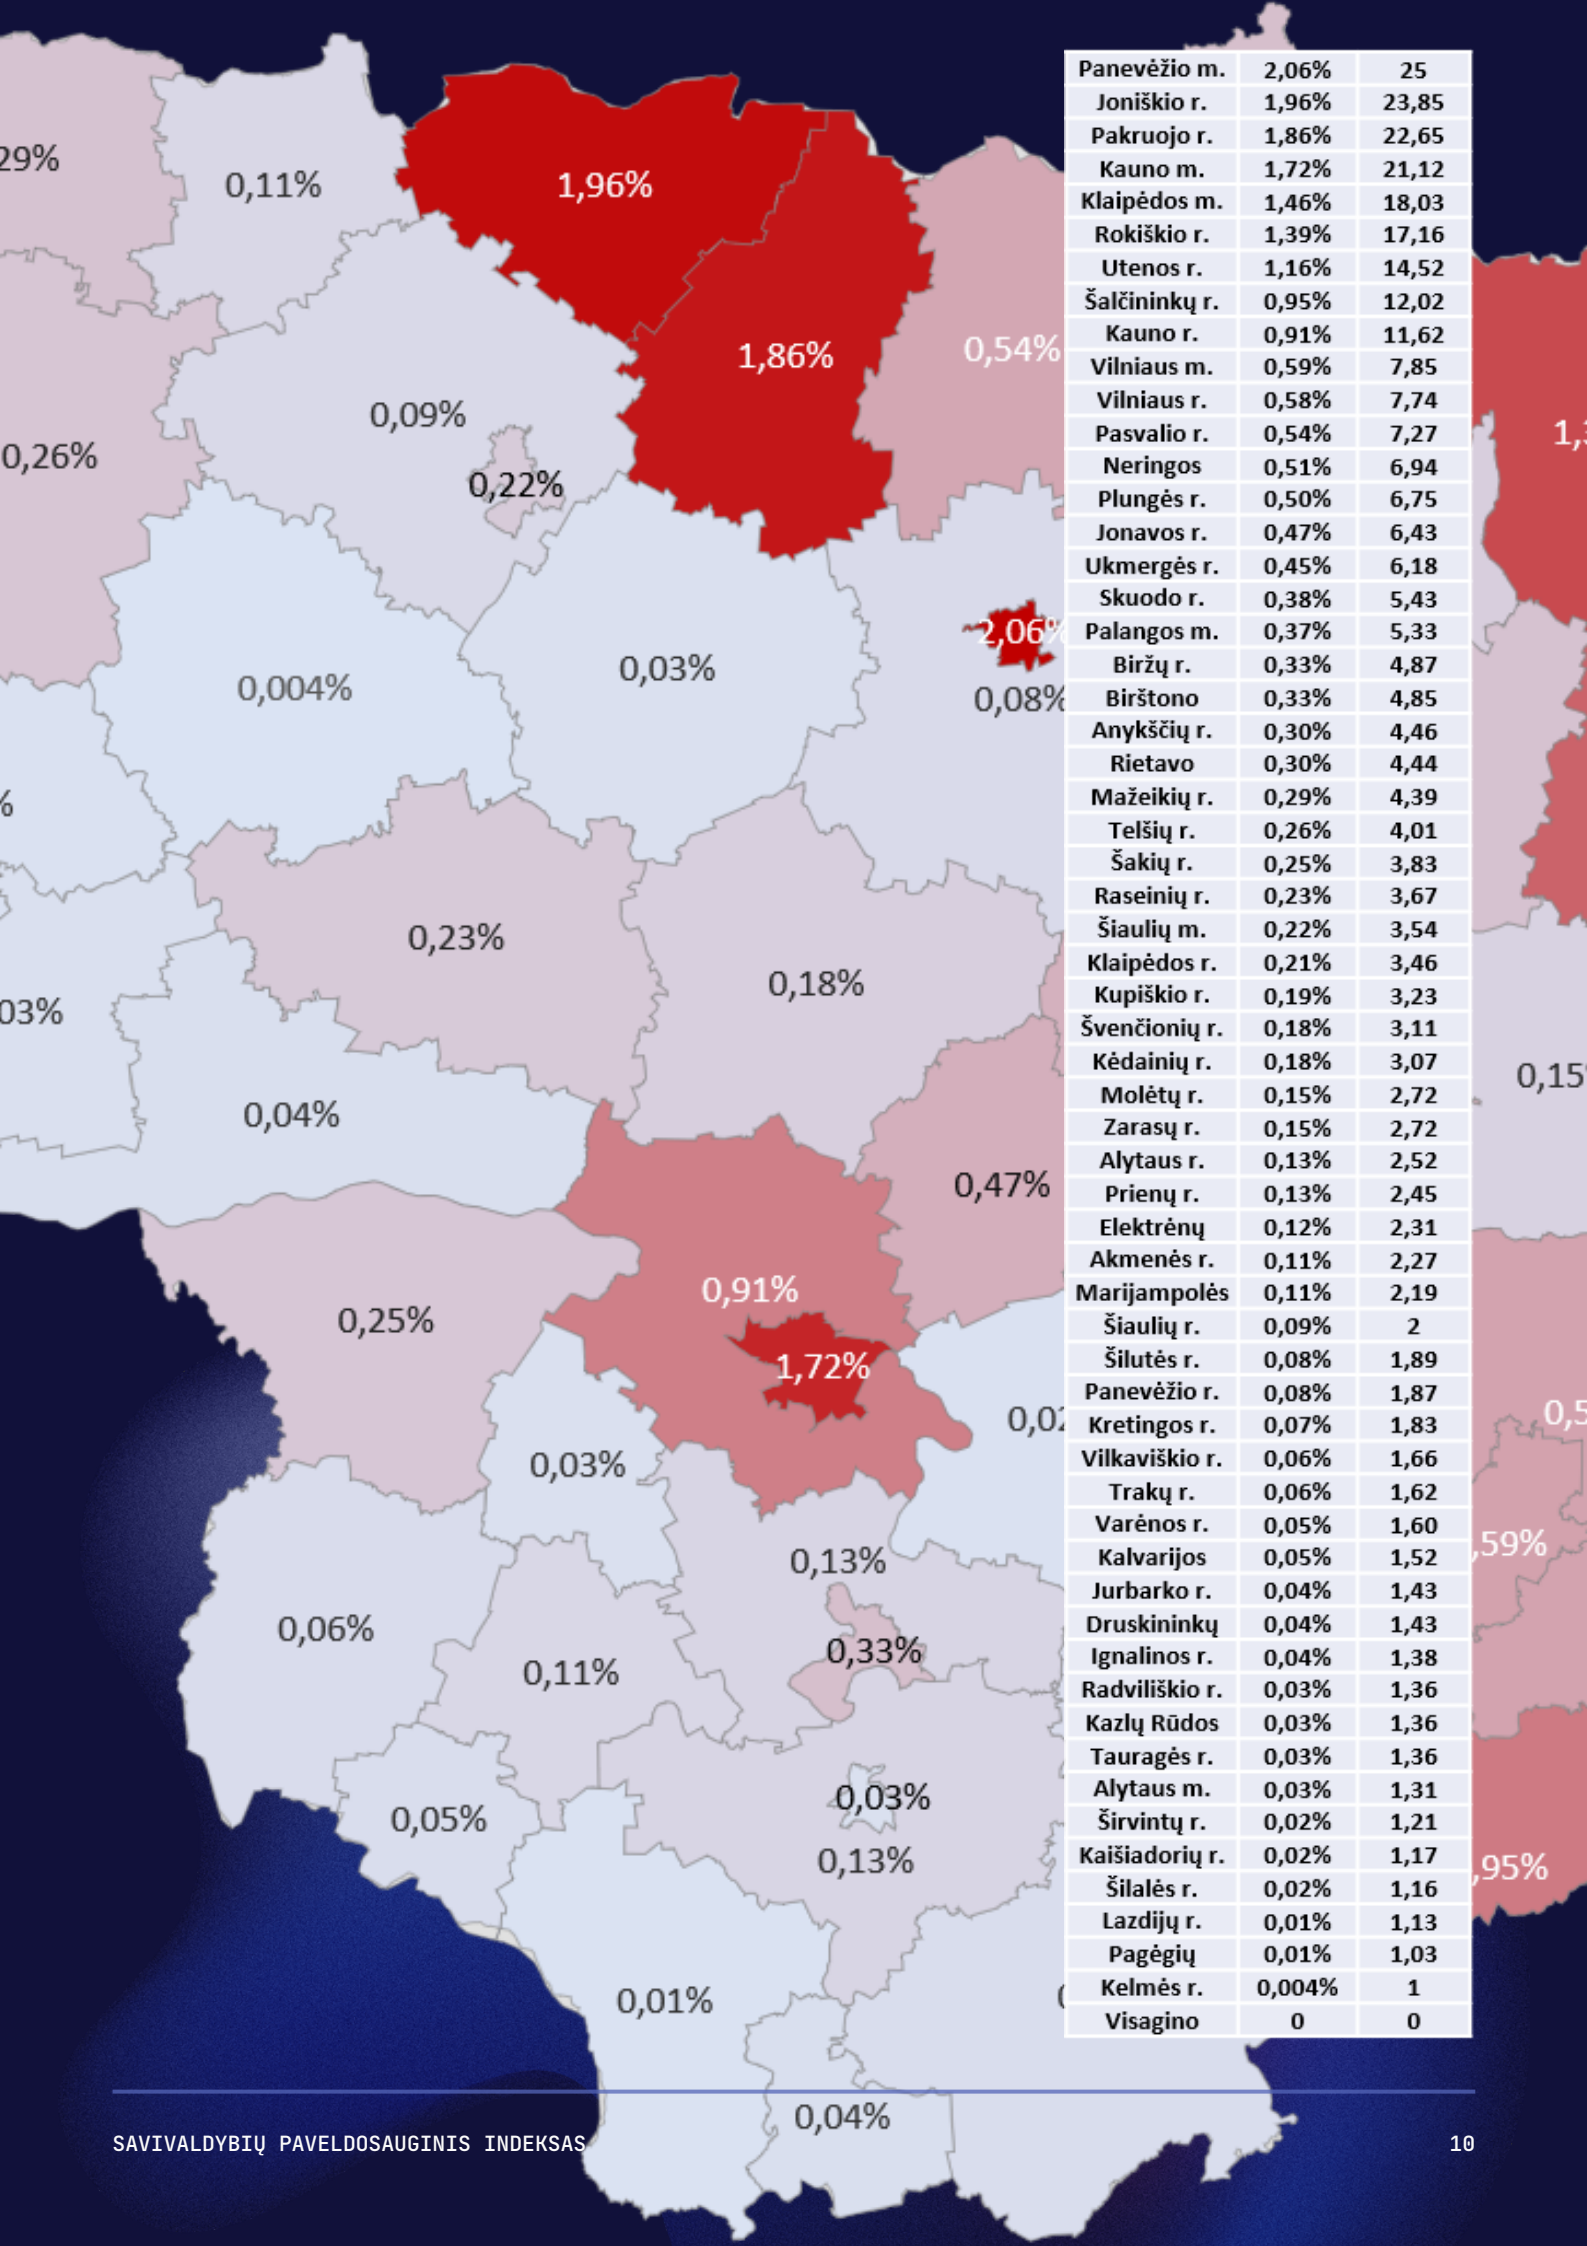 29%
0,11%
1,96%
1,86%
0,54%
0,26%
0,09%
0,22%
0,004%
0,03%
2,06%
0,08%
%
0,23%
0,18%
03%
0,04%
0,47%
0,15
0,25%
0,91%
1,72%
0,02
0,03%
0,13%
,59%
0,06%
0,11%
0,33%
0,05%
0,03%
0,13%
,95%
0,01%
0,04%
Panevėžio m. 2,06% 25
Joniškio r. 1,96% 23,85
Pakruojo r. 1,86% 22,65
Kauno m. 1,72% 21,12
Klaipėdos m. 1,46% 18,03
Rokiškio r. 1,39% 17,16
Utenos r. 1,16% 14,52
Šalčininkų r. 0,95% 12,02
Kauno r. 0,91% 11,62
Vilniaus m. 0,59% 7,85
Vilniaus r. 0,58% 7,74
Pasvalio r. 0,54% 7,27
Neringos 0,51% 6,94
Plungės r. 0,50% 6,75
Jonavos r. 0,47% 6,43
Ukmergės r. 0,45% 6,18
Skuodo r. 0,38% 5,43
Palangos m. 0,37% 5,33
Biržų r. 0,33% 4,87
Birštono 0,33% 4,85
Anykščių r. 0,30% 4,46
Rietavo 0,30% 4,44
Mažeikių r. 0,29% 4,39
Telšių r. 0,26% 4,01
Šakių r. 0,25% 3,83
Raseinių r. 0,23% 3,67
Šiaulių m. 0,22% 3,54
Klaipėdos r. 0,21% 3,46
Kupiškio r. 0,19% 3,23
Švenčionių r. 0,18% 3,11
Kėdainių r. 0,18% 3,07
Molėtų r. 0,15% 2,72
Zarasų r. 0,15% 2,72
Alytaus r. 0,13% 2,52
Prienų r. 0,13% 2,45
Elektrėnų 0,12% 2,31
Akmenės r. 0,11% 2,27
Marijampolės 0,11% 2,19
Šiaulių r. 0,09% 2
Šilutės r. 0,08% 1,89
Panevėžio r. 0,08% 1,87
Kretingos r. 0,07% 1,83
Vilkaviškio r. 0,06% 1,66
Trakų r. 0,06% 1,62
Varėnos r. 0,05% 1,60
Kalvarijos 0,05% 1,52
Jurbarko r. 0,04% 1,43
Druskininkų 0,04% 1,43
Ignalinos r. 0,04% 1,38
Radviliškio r. 0,03% 1,36
Kazlų Rūdos 0,03% 1,36
Tauragės r. 0,03% 1,36
Alytaus m. 0,03% 1,31
Širvintų r. 0,02% 1,21
Kaišiadorių r. 0,02% 1,17
Šilalės r. 0,02% 1,16
Lazdijų r. 0,01% 1,13
Pagėgių 0,01% 1,03
Kelmės r. 0,004% 1
Visagino 0 0
SAVIVALDYBIŲ PAVELDOSAUGINIS INDEKSAS
10